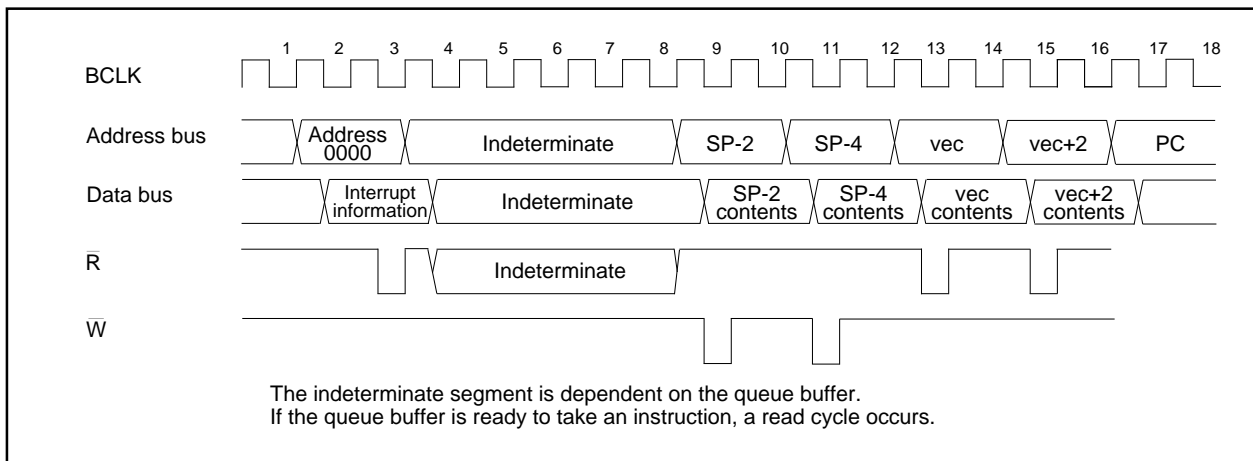 1 2 3 4 5 6 7 8 9 10 11 12 13 14 15 16 17 18
BCLK
Address bus
Address
0000
Indeterminate
SP-2
SP-4
vec
vec+2
PC
Data bus
Interrupt
information
Indeterminate
SP-2
contents
SP-4
contents
vec
contents
vec+2
contents
R
Indeterminate
W
The indeterminate segment is dependent on the queue buffer.
If the queue buffer is ready to take an instruction, a read cycle occurs.